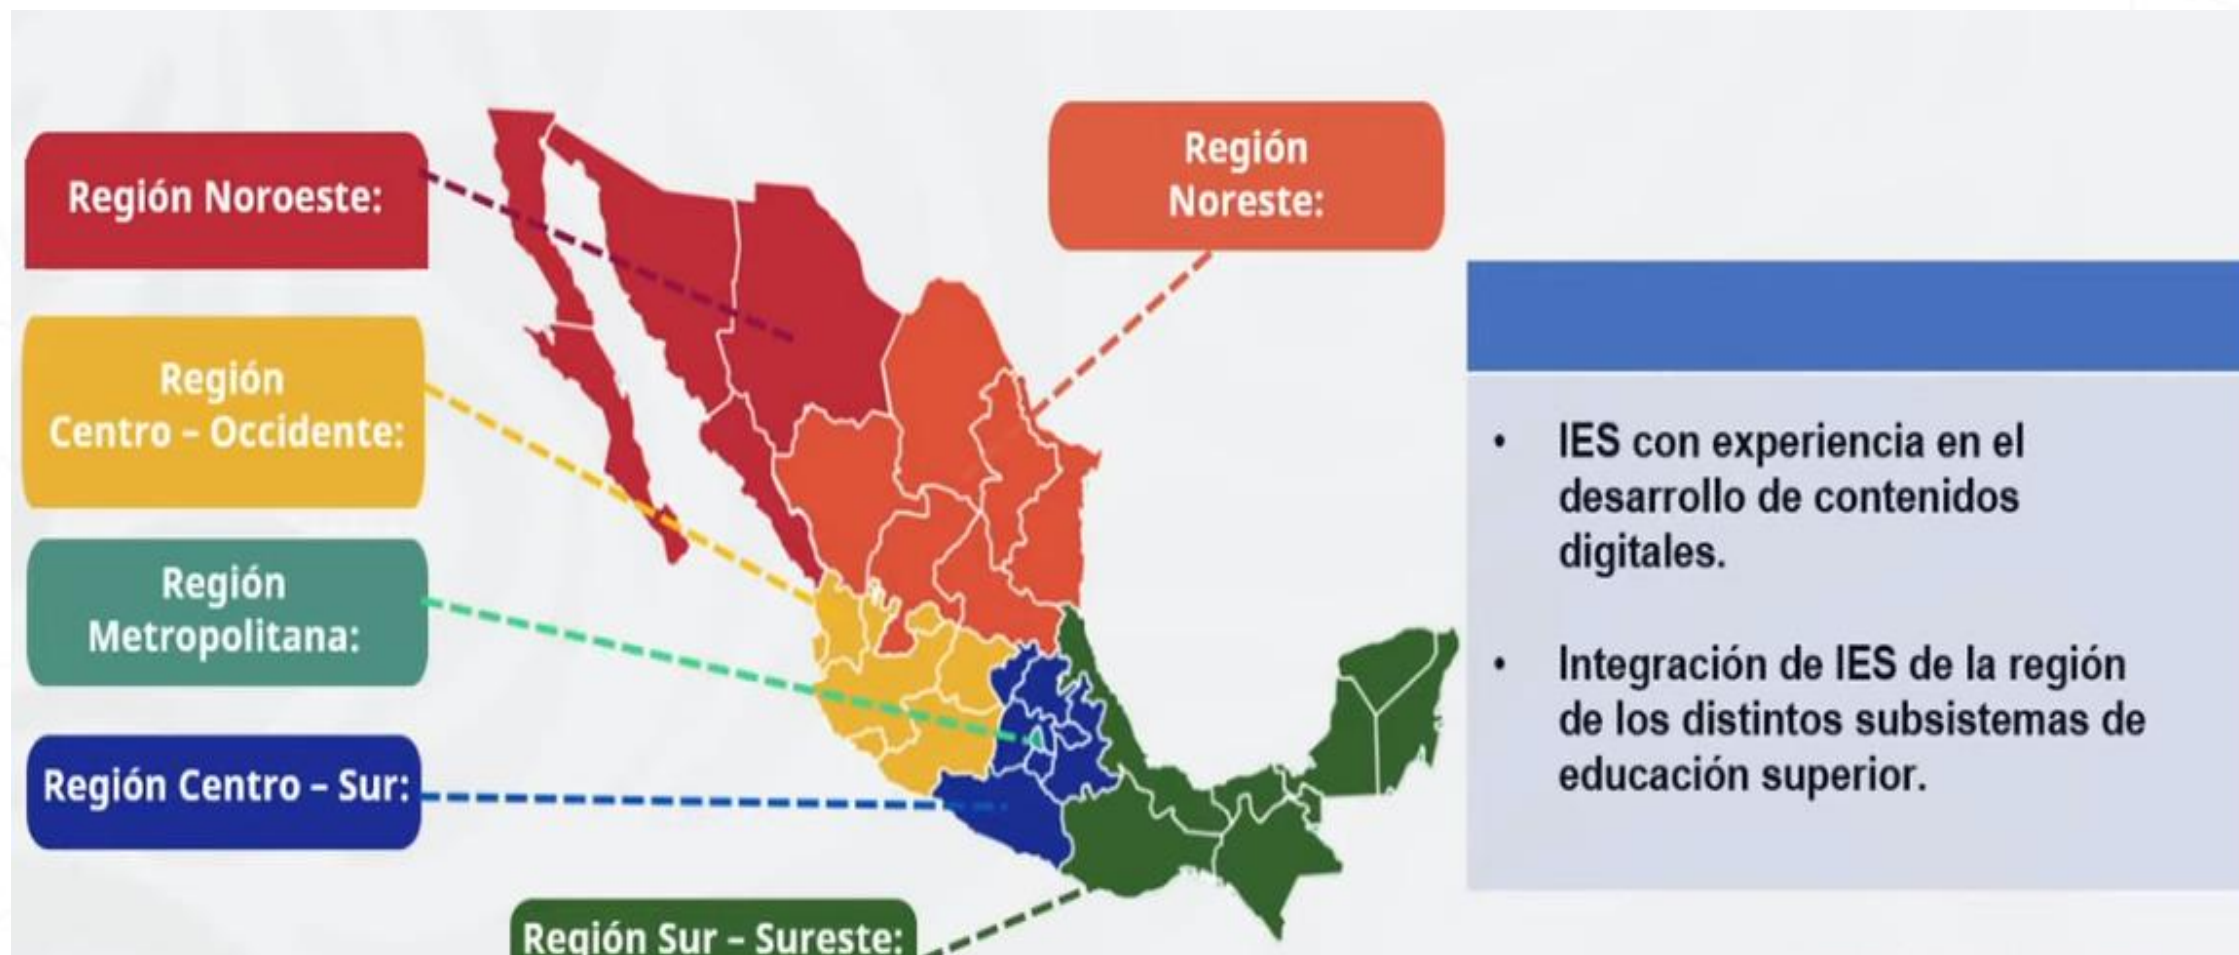 Región Noroeste:
Región
Centro – Occidente:
Región
Metropolitana:
Región Centro – Sur:
Región Sur – Sureste:
Región
Noreste:
• IES con experiencia en el
desarrollo de contenidos
digitales.
• Integración de IES de la región
de los distintos subsistemas de
educación superior.